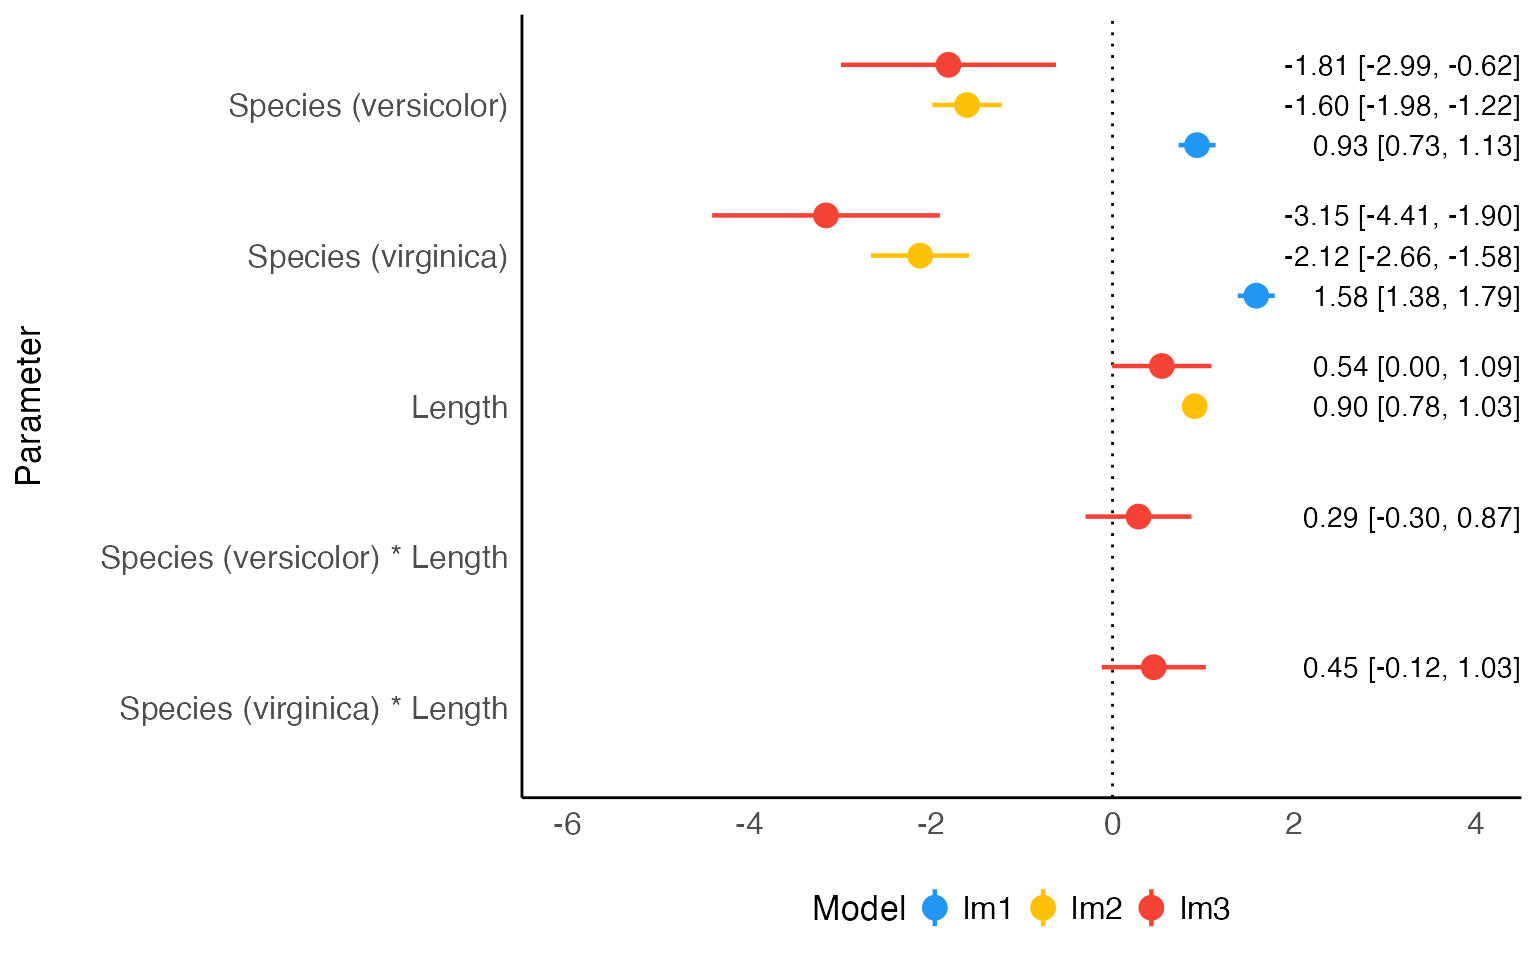 -1.81 [-2.99, -0.62]
Species (versicolor)
-1.60 [-1.98, -1.22]
0.93 [0.73, 1.13]
-3.15 [-4.41, -1.90]
Species (virginica)
-2.12 [-2.66, -1.58]
1.58 [1.38, 1.79]
Parameter
0.54 [0.00, 1.09]
Length
0.90 [0.78, 1.03]
0.29 [-0.30, 0.87]
Species (versicolor) * Length
0.45 [-0.12, 1.03]
Species (virginica) * Length
-6 -4 -2 0 2 4
Model lm1 lm2 lm3